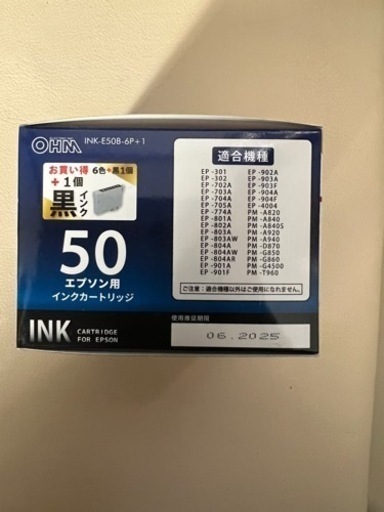 OHM
INK-E50B-6P+1
お買い得 6色+黒1個
+1個
黒インク
50
エプソン用
インクカートリッジ
INK CARTRIDGE
FOR EPSON
適合機種
EP-301 EP-902A
EP-302 EP-903A
EP-702A EP-903F
EP-703A EP-904A
EP-704A EP-904F
EP-705A EP-4004
EP-774A PM-A820
EP-801A PM-A840
EP-802A PM-A840S
EP-803A PM-A920
EP-803AW PM-A940
EP-804A PM-D870
EP-804AW PM-G850
EP-804AR PM-G860
EP-901A PM-G4500
EP-901F PM-T960
ご注意：適合機種以外はご使用になれません。
使用推奨期限
06.2025